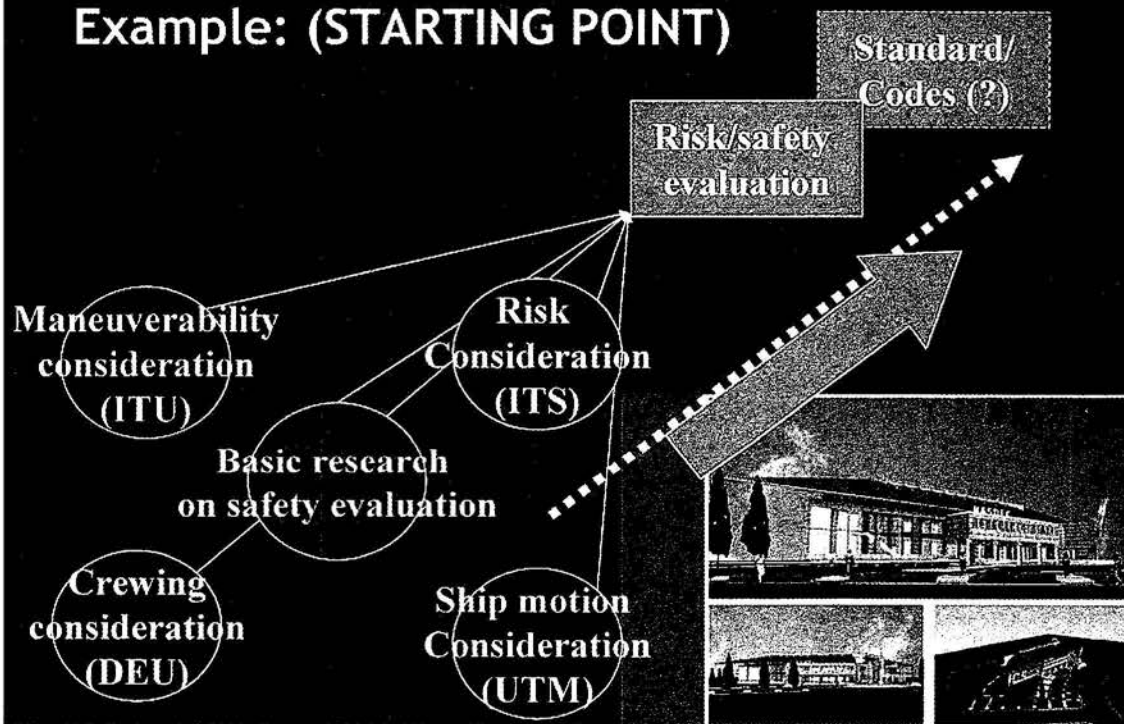 Example: (STARTING POINT)
Standard/
Codes (?)
Risk/safety
evaluation
Maneuverability
consideration
(ITU)
Risk
Consideration
(ITS)
Basic research
on safety evaluation
Crewing
consideration
(DEU)
Ship motion
Consideration
(UTM)